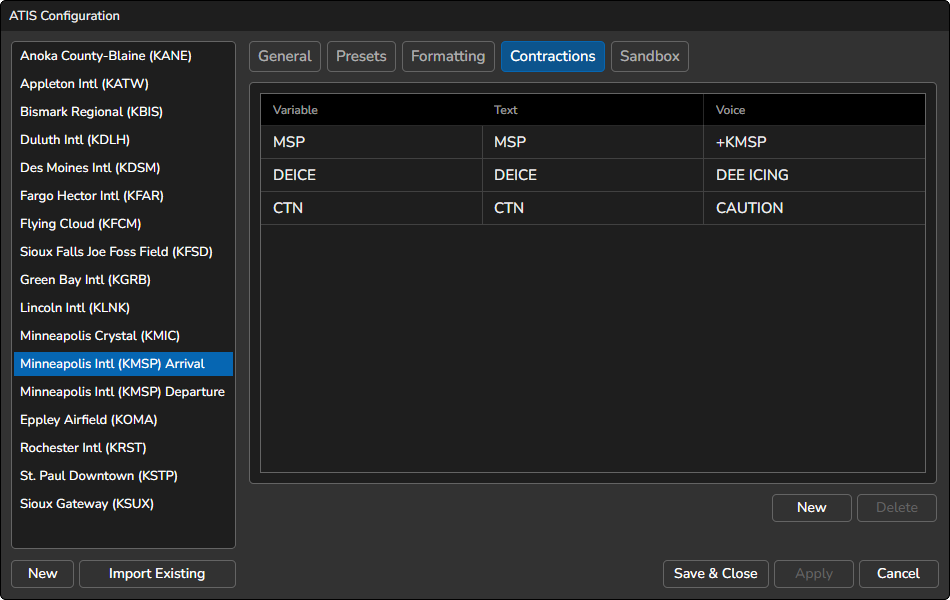 ATIS Configuration
Anoka County-Blaine (KANE)
Appleton Intl (KATW)
Bismark Regional (KBIS)
Duluth Intl (KDLH)
Des Moines Intl (KDSM)
Fargo Hector Intl (KFAR)
Flying Cloud (KFCM)
Sioux Falls Joe Foss Field (KFSD)
Green Bay Intl (KGRB)
Lincoln Intl (KLNK)
Minneapolis Crystal (KMIC)
Minneapolis Intl (KMSP) Arrival
Minneapolis Intl (KMSP) Departure
Eppley Airfield (KOMA)
Rochester Intl (KRST)
St. Paul Downtown (KSTP)
Sioux Gateway (KSUX)
New Import Existing
General Presets Formatting Contractions Sandbox
Variable Text Voice
MSP MSP +KMSP
DEICE DEICE DEE ICING
CTN CTN CAUTION
New Delete
Save & Close Apply Cancel